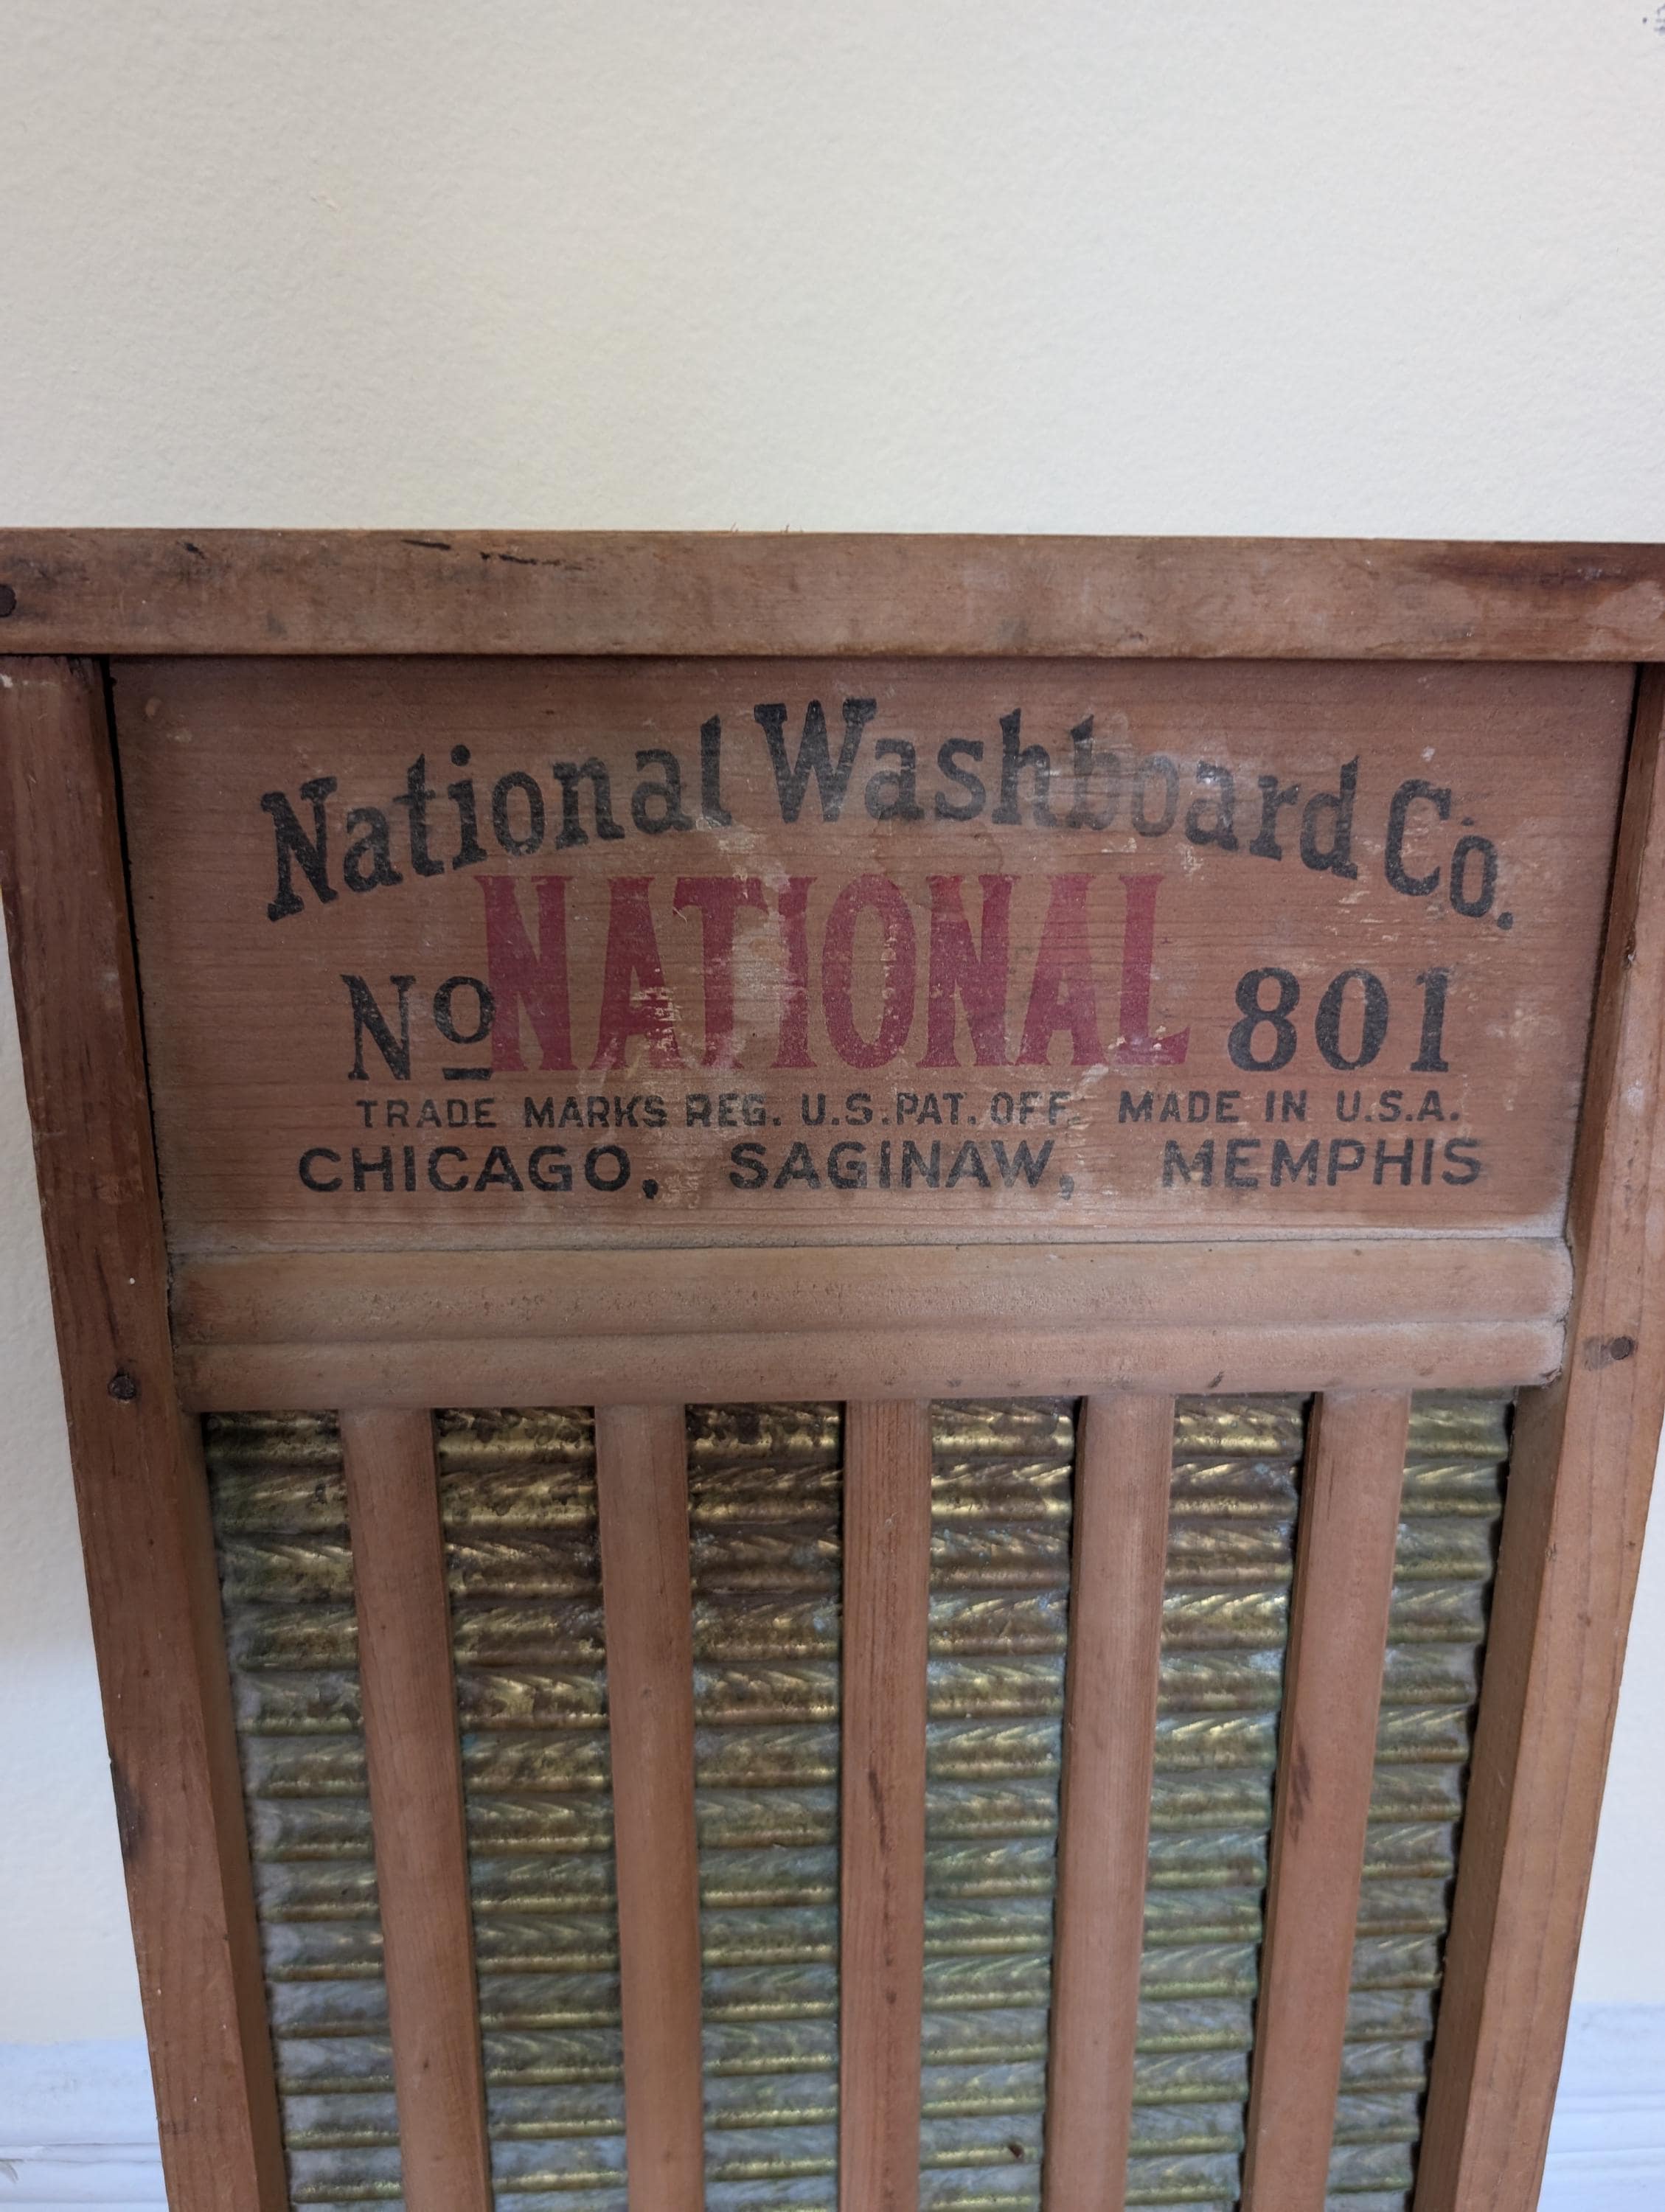 National Washboard Co.
No NATIONAL 801
TRADE MARKS REG. U.S. PAT. OFF. MADE IN U.S.A.
CHICAGO, SAGINAW, MEMPHIS